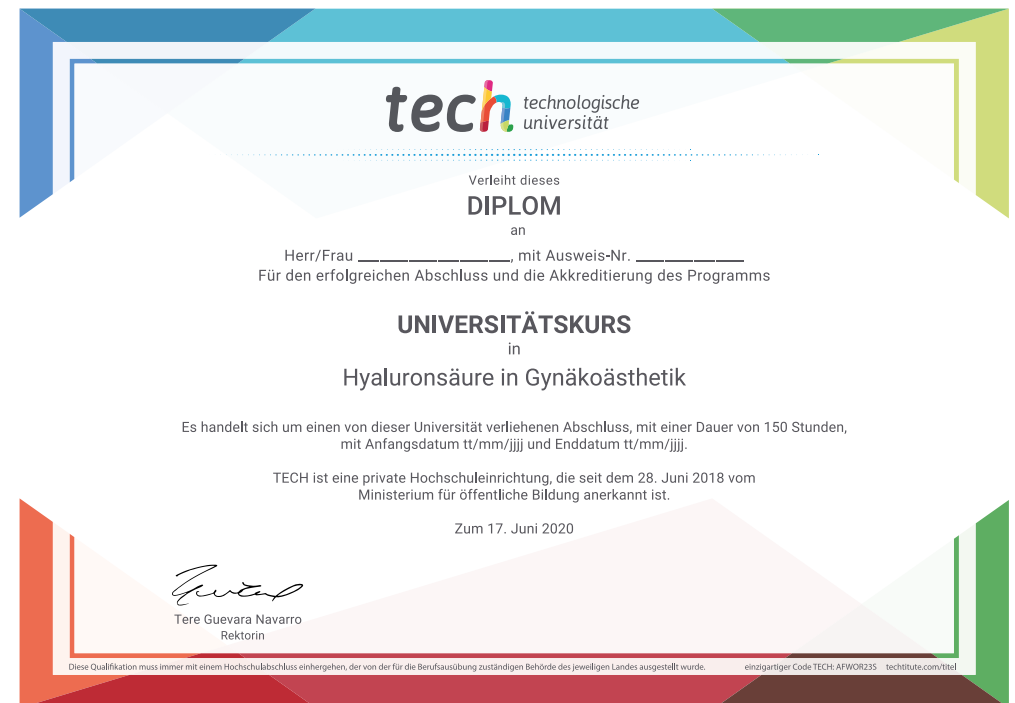 tech technologische
universität
Verleiht dieses
DIPLOM
an
Herr/Frau ____________________, mit Ausweis-Nr. ______________
Für den erfolgreichen Abschluss und die Akkreditierung des Programms
UNIVERSITÄTSKURS
in
Hyaluronsäure in Gynäkoästhetik
Es handelt sich um einen von dieser Universität verliehenen Abschluss, mit einer Dauer von 150 Stunden,
mit Anfangsdatum tt/mm/jjjj und Enddatum tt/mm/jjjj.
TECH ist eine private Hochschuleinrichtung, die seit dem 28. Juni 2018 vom
Ministerium für öffentliche Bildung anerkannt ist.
Zum 17. Juni 2020
Tere Guevara Navarro
Rektorin
Diese Qualifikation muss immer mit einem Hochschulabschluss einhergehen, der von der für die Berufsausübung zuständigen Behörde des jeweiligen Landes ausgestellt wurde. einzigartiger Code TECH: AFWOR23S techtitute.com/titel